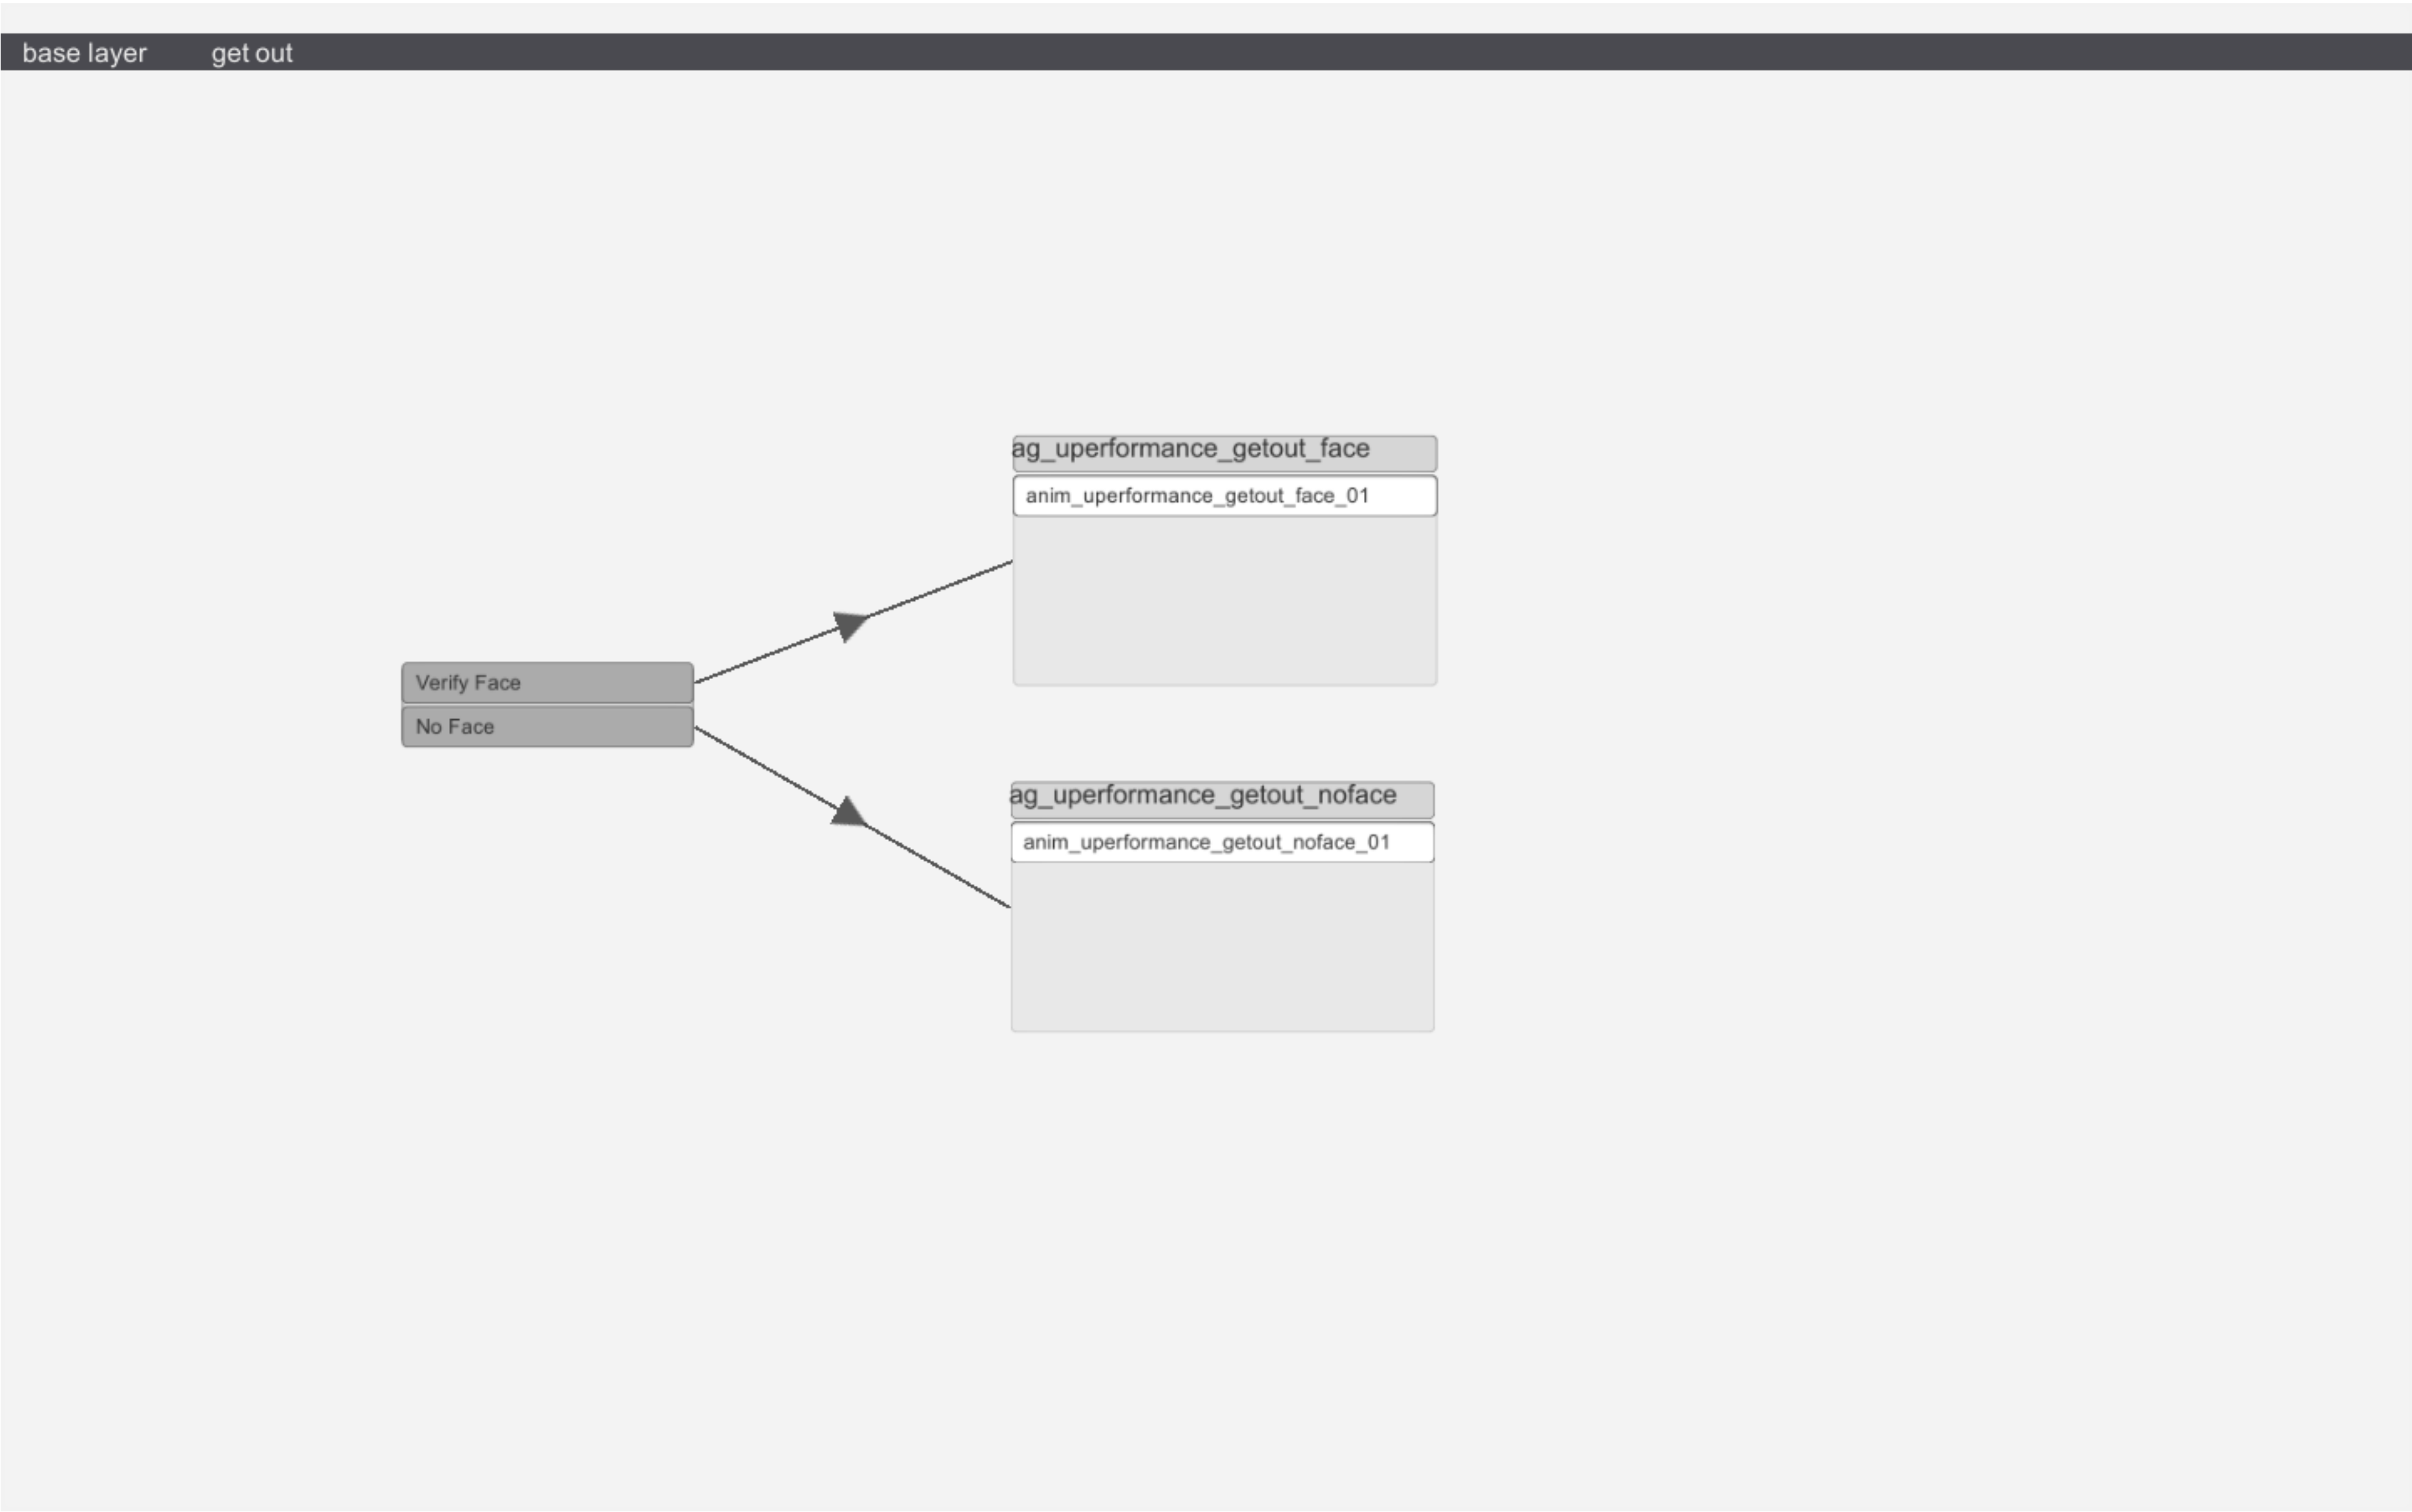 base layer get out
ag_uperformance_getout_face
anim_uperformance_getout_face_01
Verify Face
No Face
ag_uperformance_getout_noface
anim_uperformance_getout_noface_01